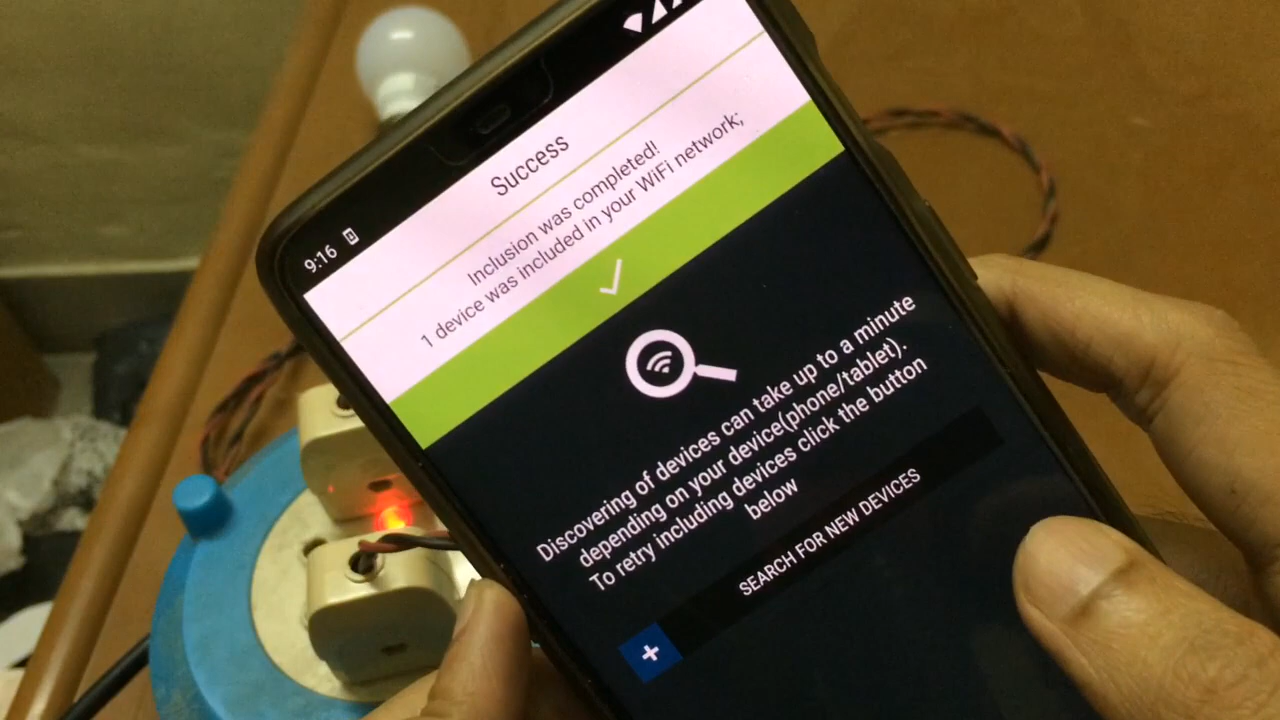 9:16
Success
Inclusion was completed!
1 device was included in your WiFi network;
Discovering of devices can take up to a minute
depending on your device(phone/tablet).
To retry including devices click the button
below
SEARCH FOR NEW DEVICES
+